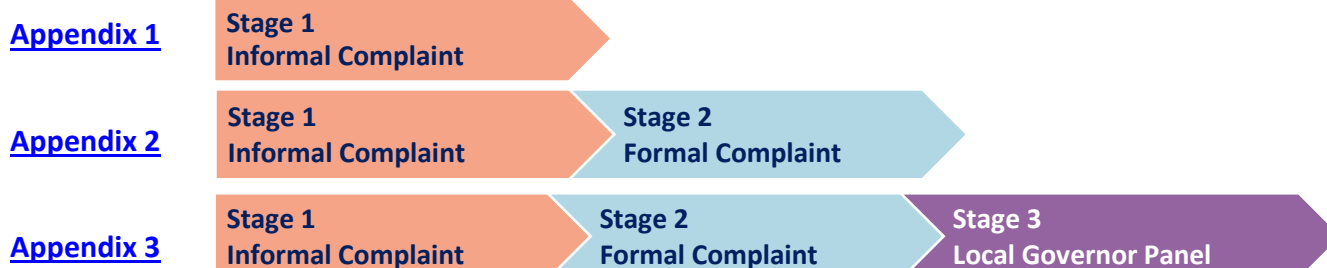 Appendix 1
Stage 1
Informal Complaint
Appendix 2
Stage 1
Informal Complaint
Stage 2
Formal Complaint
Appendix 3
Stage 1
Informal Complaint
Stage 2
Formal Complaint
Stage 3
Local Governor Panel